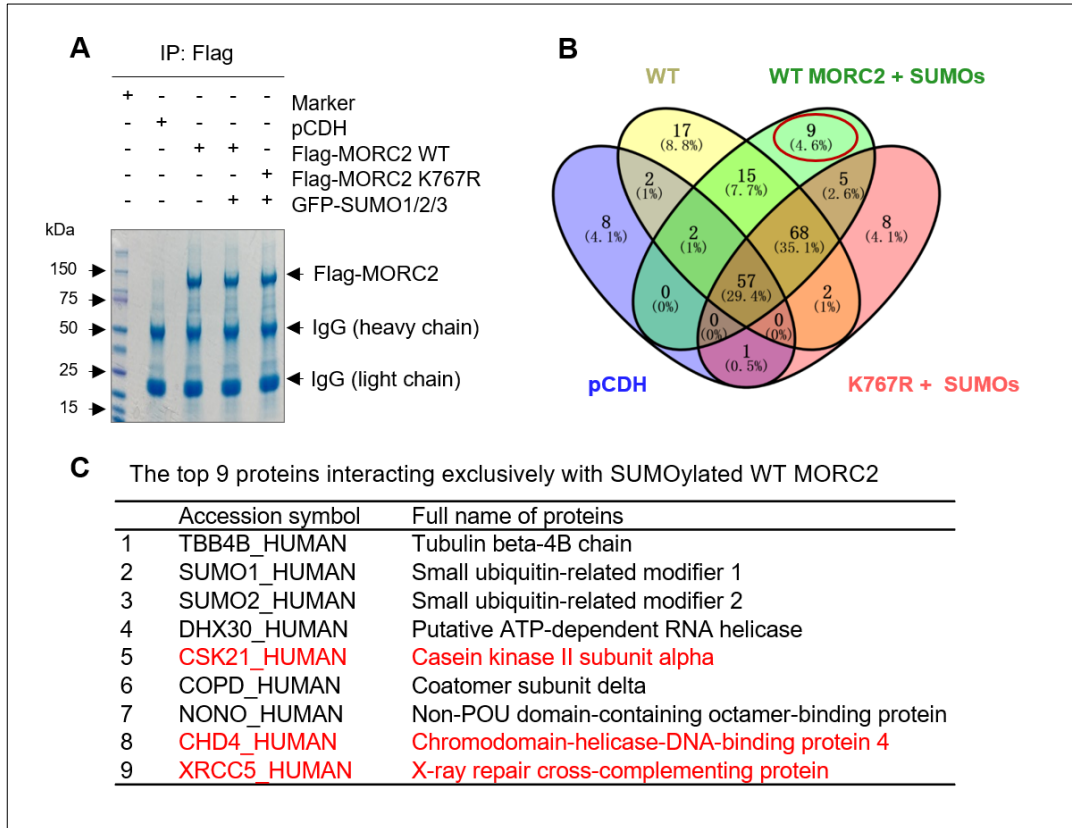 A
IP: Flag
+ - - - - Marker
- + - - - pCDH
- - + + - Flag-MORC2 WT
- - - - + Flag-MORC2 K767R
- - - + + GFP-SUMO1/2/3
kDa
150
75
50
25
15
Flag-MORC2
IgG (heavy chain)
IgG (light chain)
B
WT
WT MORC2 + SUMOs
17
(8.8%)
9
(4.6%)
2
(1%)
15
(7.7%)
5
(2.6%)
8
(4.1%)
2
(1%)
68
(35.1%)
8
(4.1%)
57
(29.4%)
0
(0%)
2
(1%)
0
(0%)
0
(0%)
1
(0.5%)
pCDH
K767R + SUMOs
C
The top 9 proteins interacting exclusively with SUMOylated WT MORC2
Accession symbol Full name of proteins
1 TBB4B_HUMAN Tubulin beta-4B chain
2 SUMO1_HUMAN Small ubiquitin-related modifier 1
3 SUMO2_HUMAN Small ubiquitin-related modifier 2
4 DHX30_HUMAN Putative ATP-dependent RNA helicase
5 CSK21_HUMAN Casein kinase II subunit alpha
6 COPD_HUMAN Coatomer subunit delta
7 NONO_HUMAN Non-POU domain-containing octamer-binding protein
8 CHD4_HUMAN Chromodomain-helicase-DNA-binding protein 4
9 XRCC5_HUMAN X-ray repair cross-complementing protein